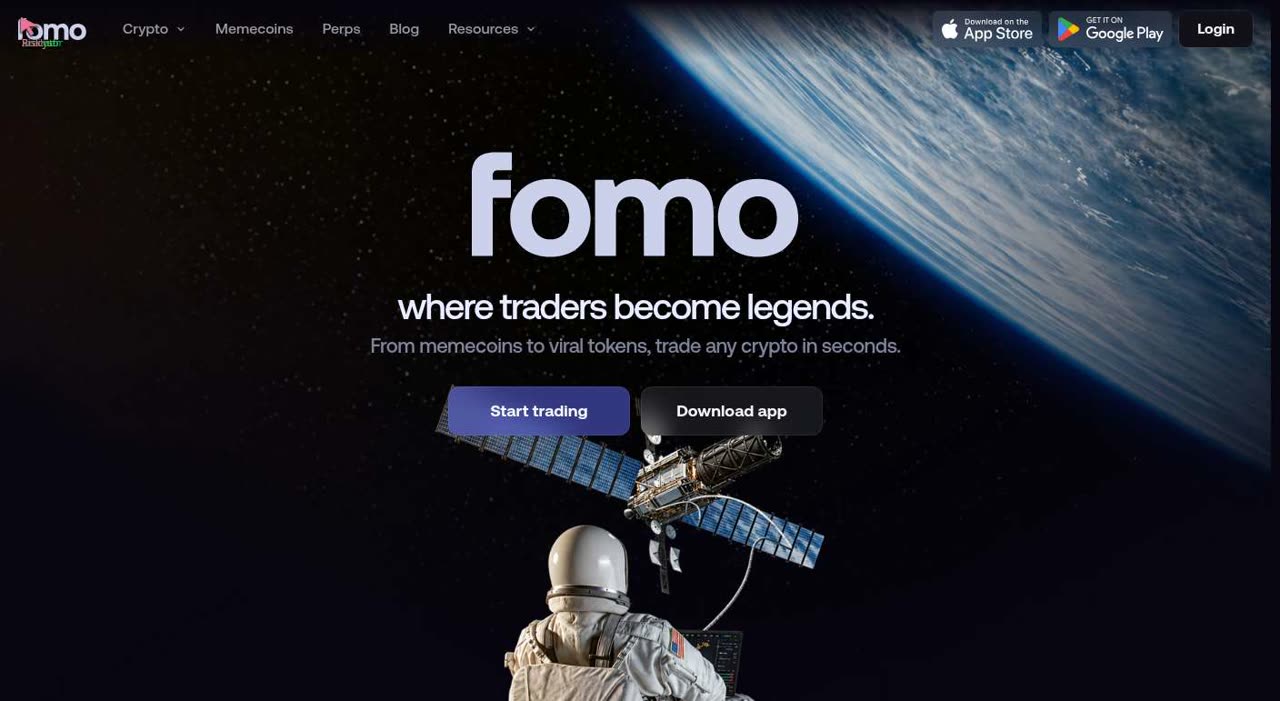 fomo
Crypto
Memecoins
Perps
Blog
Resources
Download on the
App Store
GET IT ON
Google Play
Login
fomo
where traders become legends.
From memecoins to viral tokens, trade any crypto in seconds.
Start trading
Download app